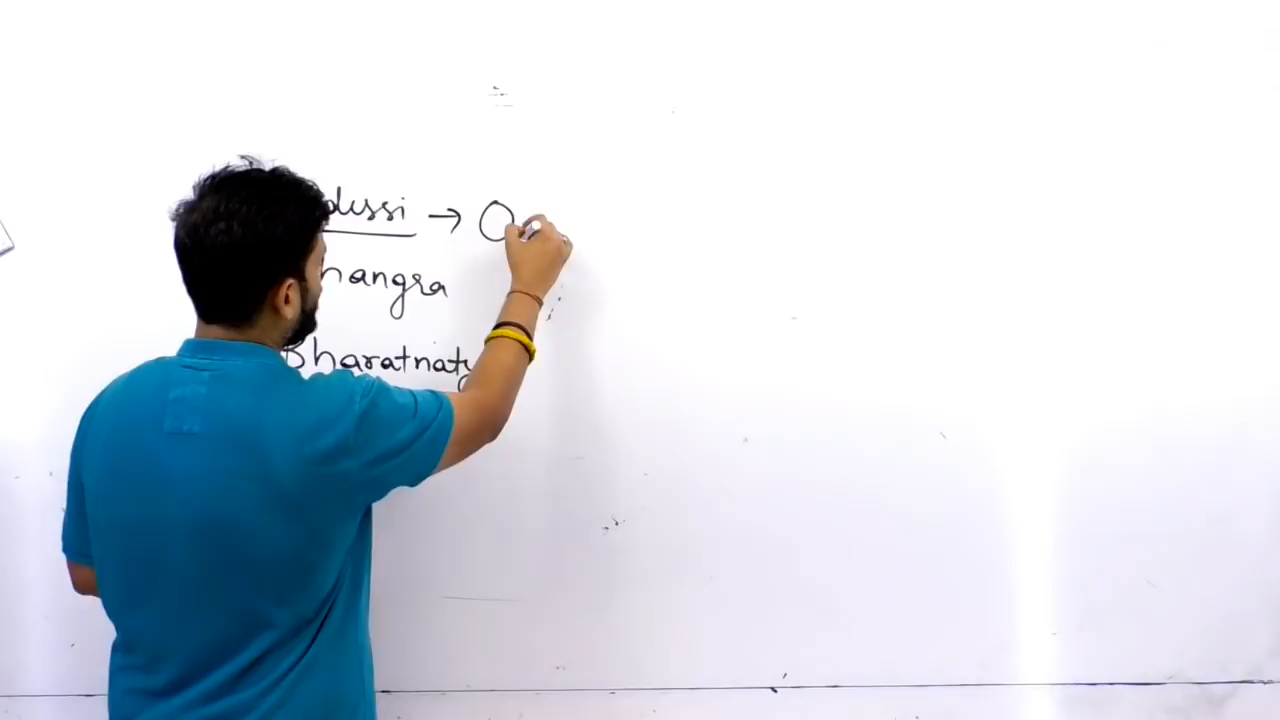 dissi → O
hangra
Bharatnaty